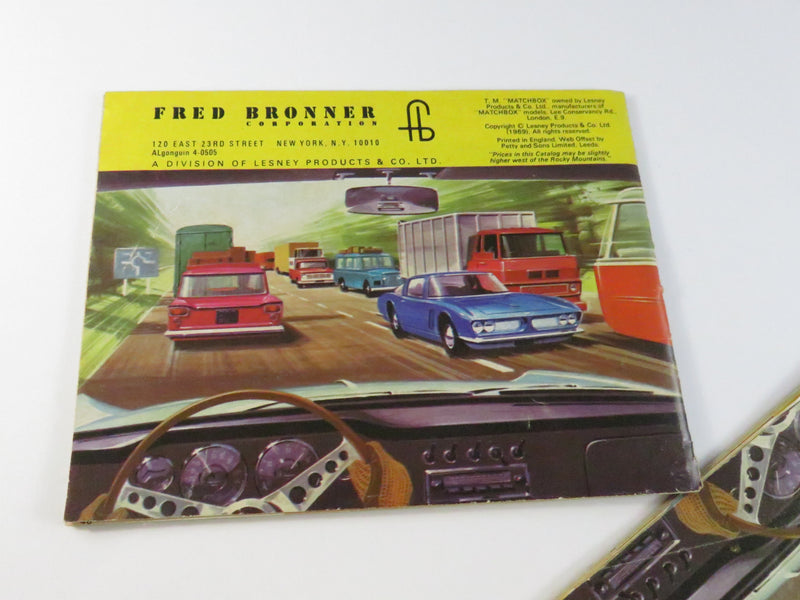 FRED BRONNER
CORPORATION
fb
120 EAST 23RD STREET NEW YORK, N.Y. 10010
ALgonquin 4-0505
A DIVISION OF LESNEY PRODUCTS & CO. LTD.
T. M. "MATCHBOX" owned by Lesney
Products & Co. Ltd., manufacturers of
"MATCHBOX" models, Lee Conservancy Rd.,
London, E.9.
Copyright © Lesney Products & Co. Ltd.
(1969). All rights reserved.
Printed in England. Web Offset by
Petty and Sons Limited, Leeds.
"Prices in this Catalog may be slightly
higher west of the Rocky Mountains."